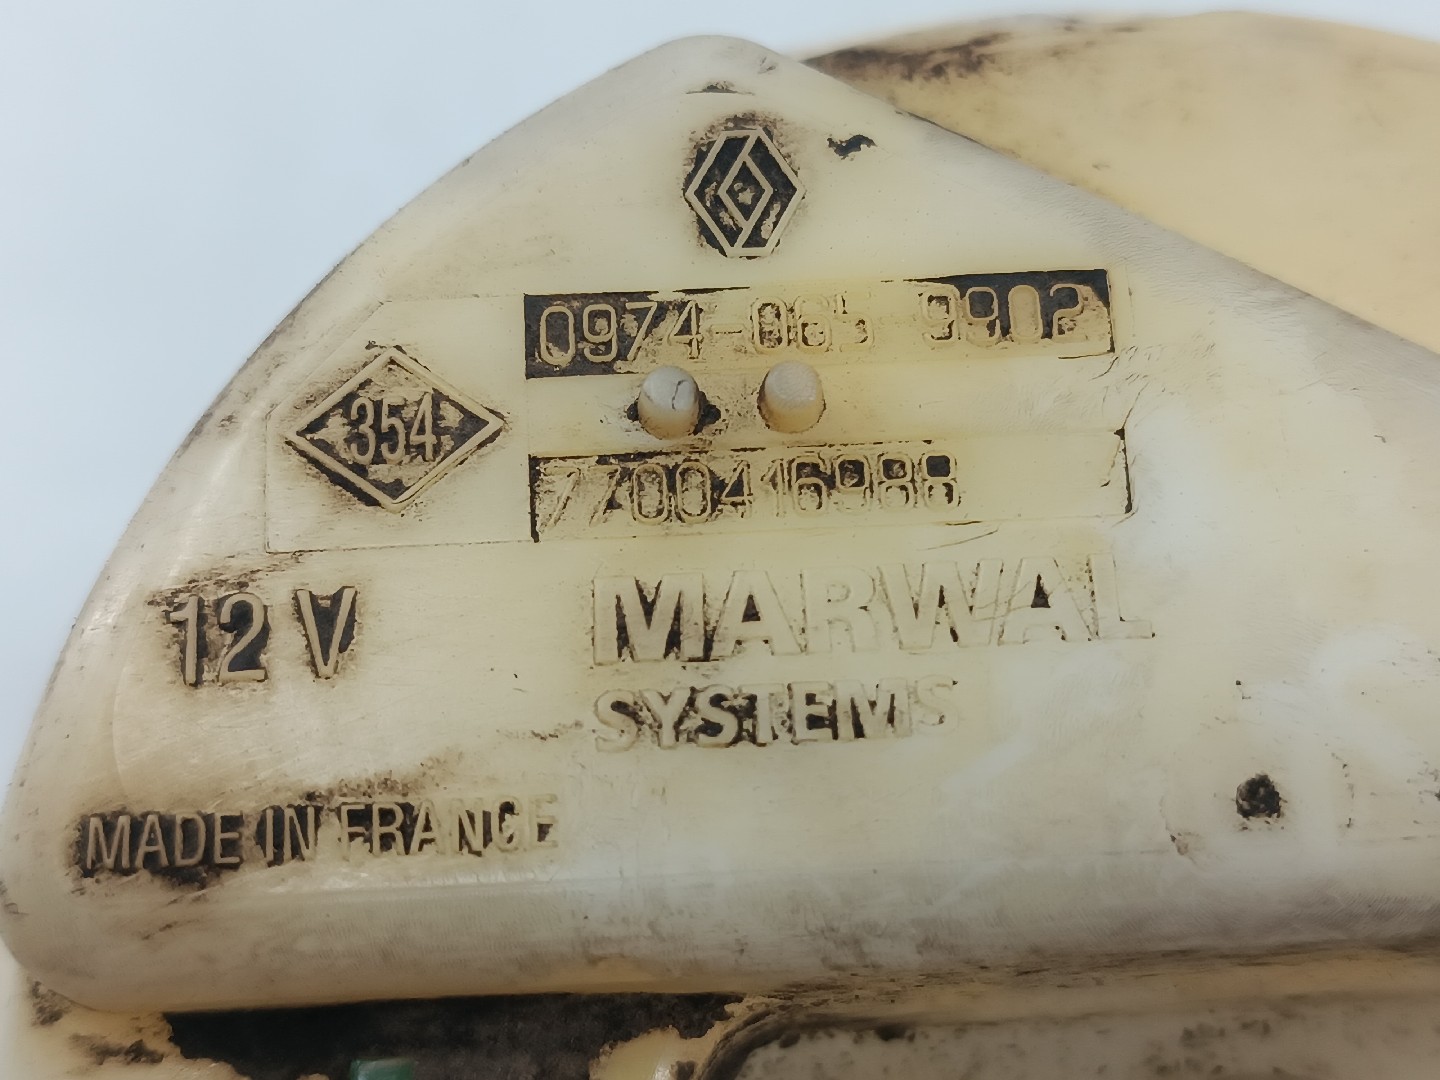 0974-065 9902
354
7700416988
12 V
MARWAL
SYSTEMS
MADE IN FRANCE